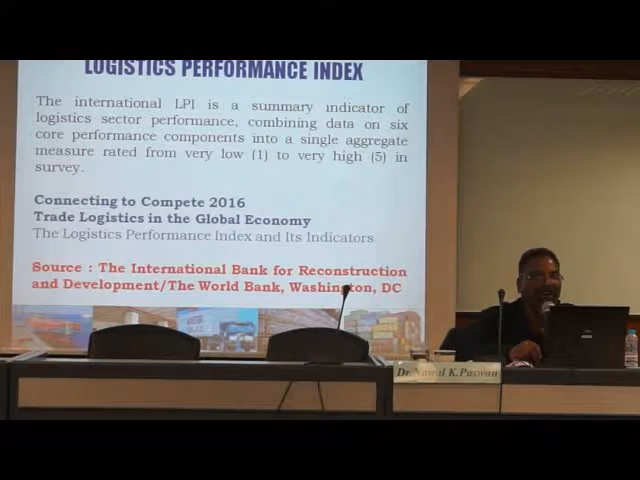 LOGISTICS PERFORMANCE INDEX
The international LPI is a summary indicator of
logistics sector performance, combining data on six
core performance components into a single aggregate
measure rated from very low (1) to very high (5) in
survey.
Connecting to Compete 2016
Trade Logistics in the Global Economy
The Logistics Performance Index and Its Indicators
Source : The International Bank for Reconstruction
and Development/The World Bank, Washington, DC
Dr. Nawal K. Paswan